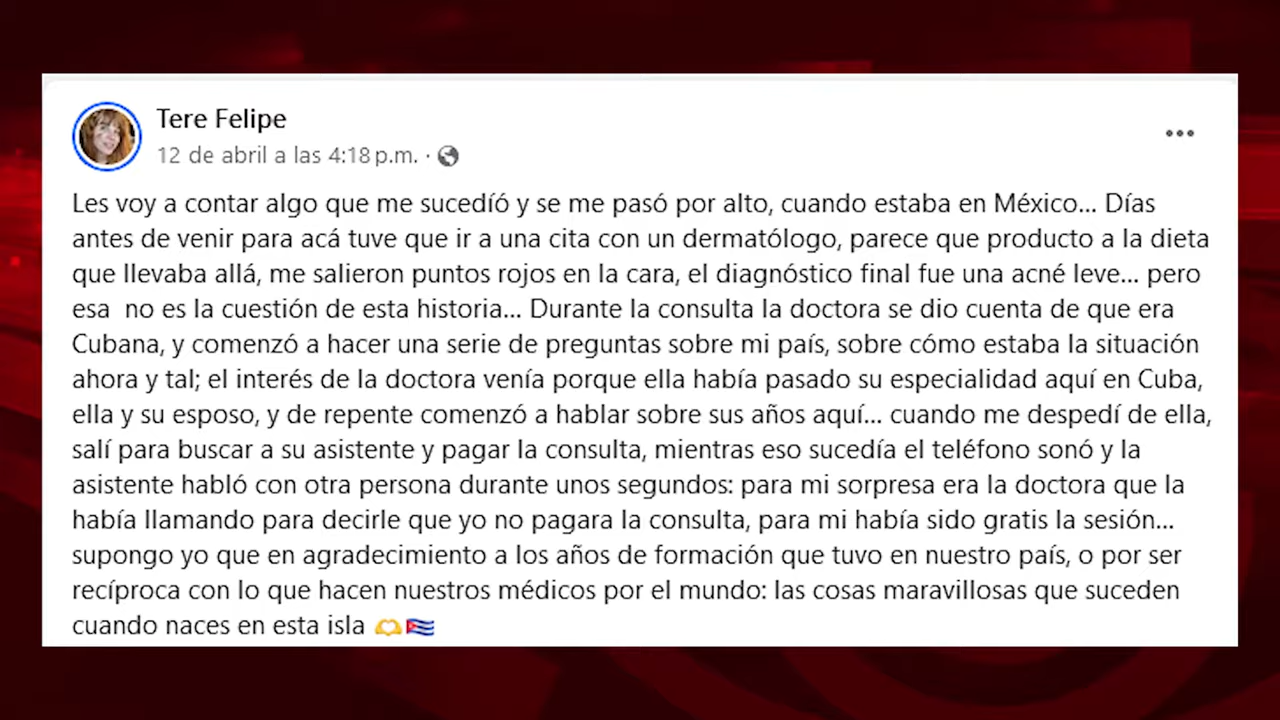 Tere Felipe
12 de abril a las 4:18 p.m. ·
Les voy a contar algo que me sucedíó y se me pasó por alto, cuando estaba en México... Días
antes de venir para acá tuve que ir a una cita con un dermatólogo, parece que producto a la dieta
que llevaba allá, me salieron puntos rojos en la cara, el diagnóstico final fue una acné leve... pero
esa  no es la cuestión de esta historia... Durante la consulta la doctora se dio cuenta de que era
Cubana, y comenzó a hacer una serie de preguntas sobre mi país, sobre cómo estaba la situación
ahora y tal; el interés de la doctora venía porque ella había pasado su especialidad aquí en Cuba,
ella y su esposo, y de repente comenzó a hablar sobre sus años aquí... cuando me despedí de ella,
salí para buscar a su asistente y pagar la consulta, mientras eso sucedía el teléfono sonó y la
asistente habló con otra persona durante unos segundos: para mi sorpresa era la doctora que la
había llamando para decirle que yo no pagara la consulta, para mi había sido gratis la sesión...
supongo yo que en agradecimiento a los años de formación que tuvo en nuestro país, o por ser
recíproca con lo que hacen nuestros médicos por el mundo: las cosas maravillosas que suceden
cuando naces en esta isla 🫶🇨🇺